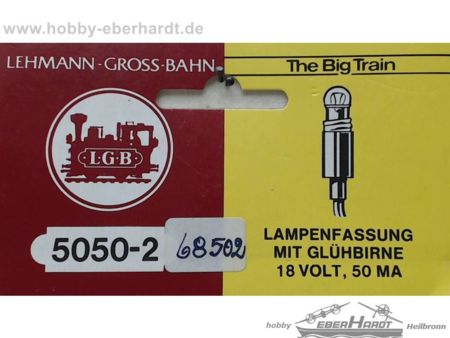 www.hobby-eberhardt.de
LEHMANN-GROSS-BAHN
The Big Train
L·G·B
5050-2
68502
LAMPENFASSUNG
MIT GLÜHBIRNE
18 VOLT, 50 MA
hobby EBERHARDT Heilbronn